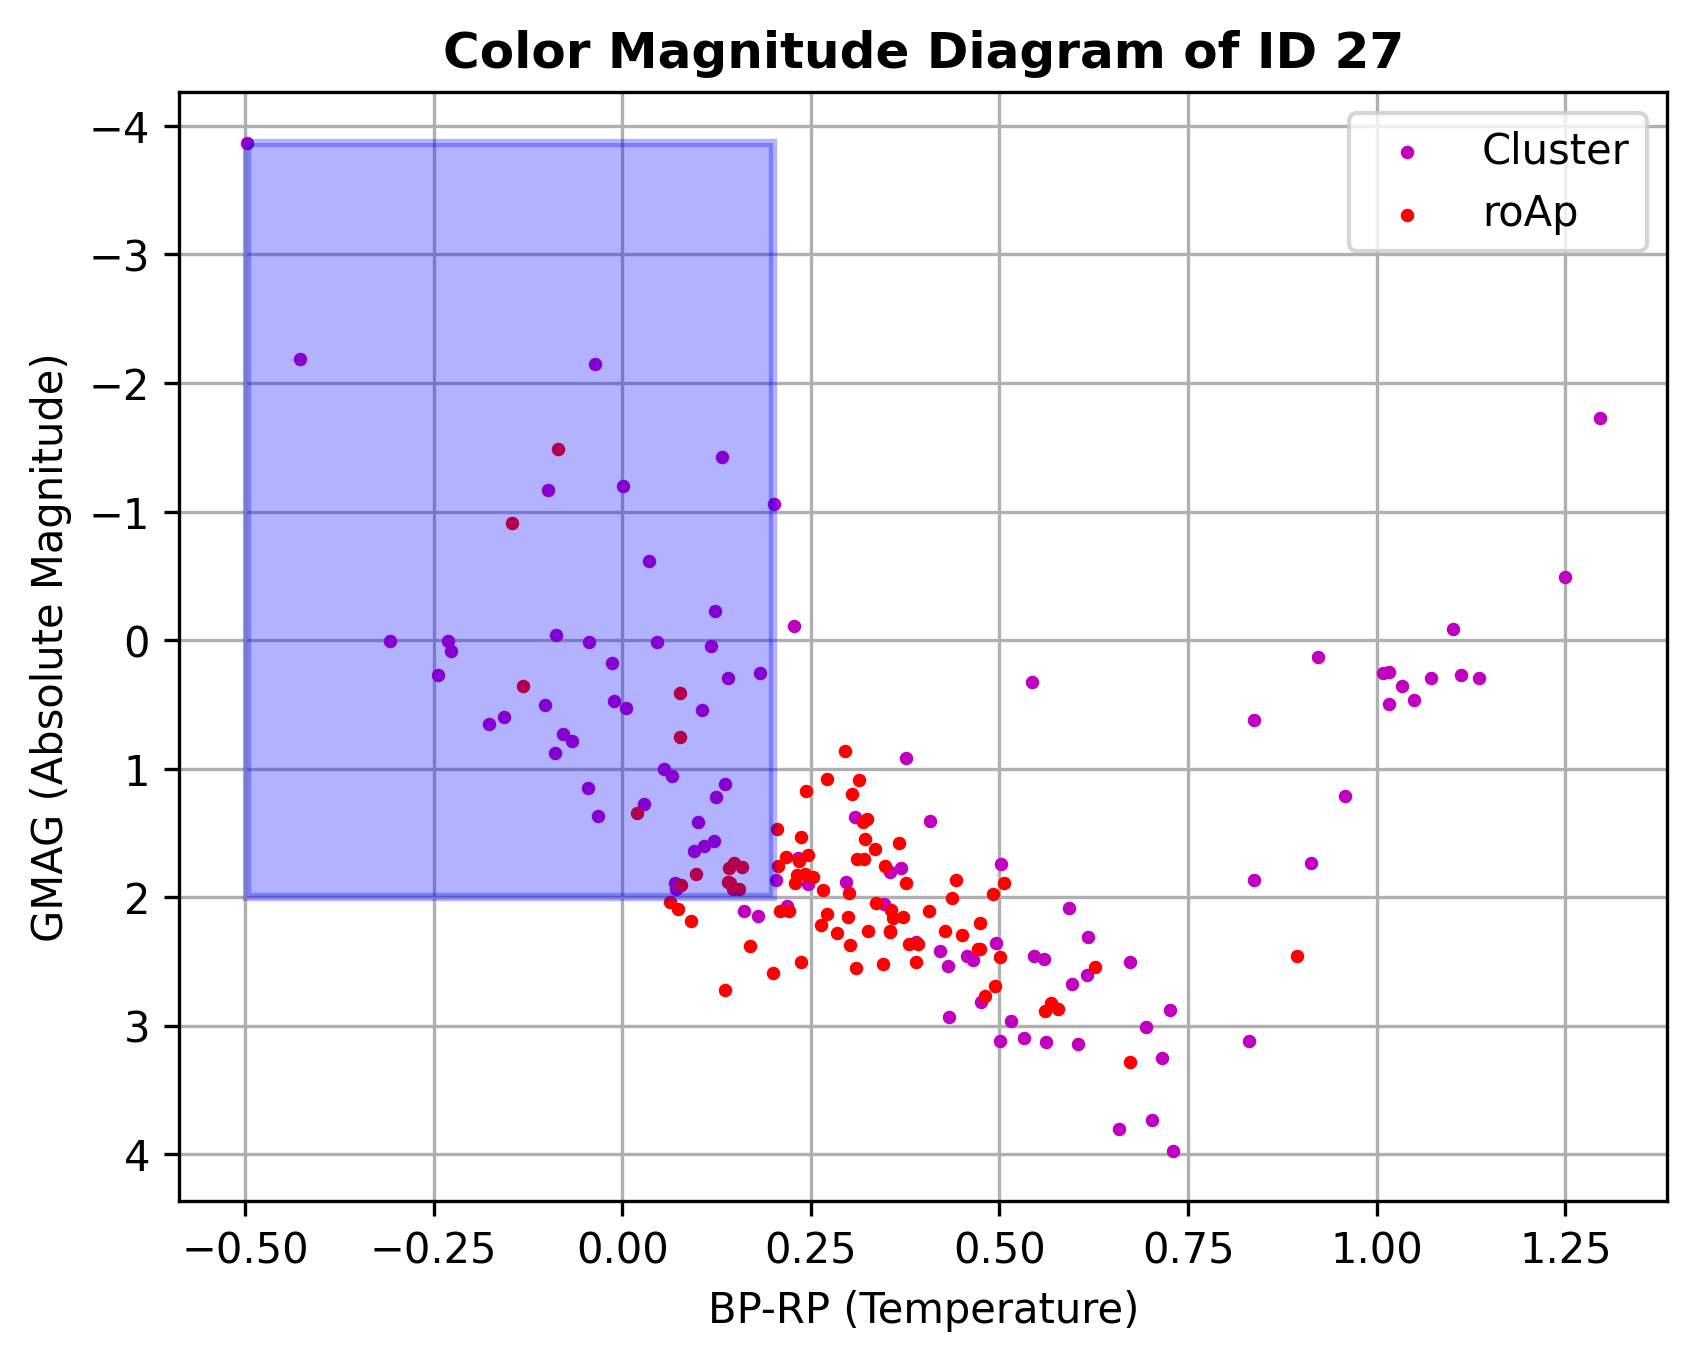 Color Magnitude Diagram of ID 27
Cluster
roAp
GMAG (Absolute Magnitude)
−4
−3
−2
−1
0
1
2
3
4
−0.50 −0.25 0.00 0.25 0.50 0.75 1.00 1.25
BP-RP (Temperature)